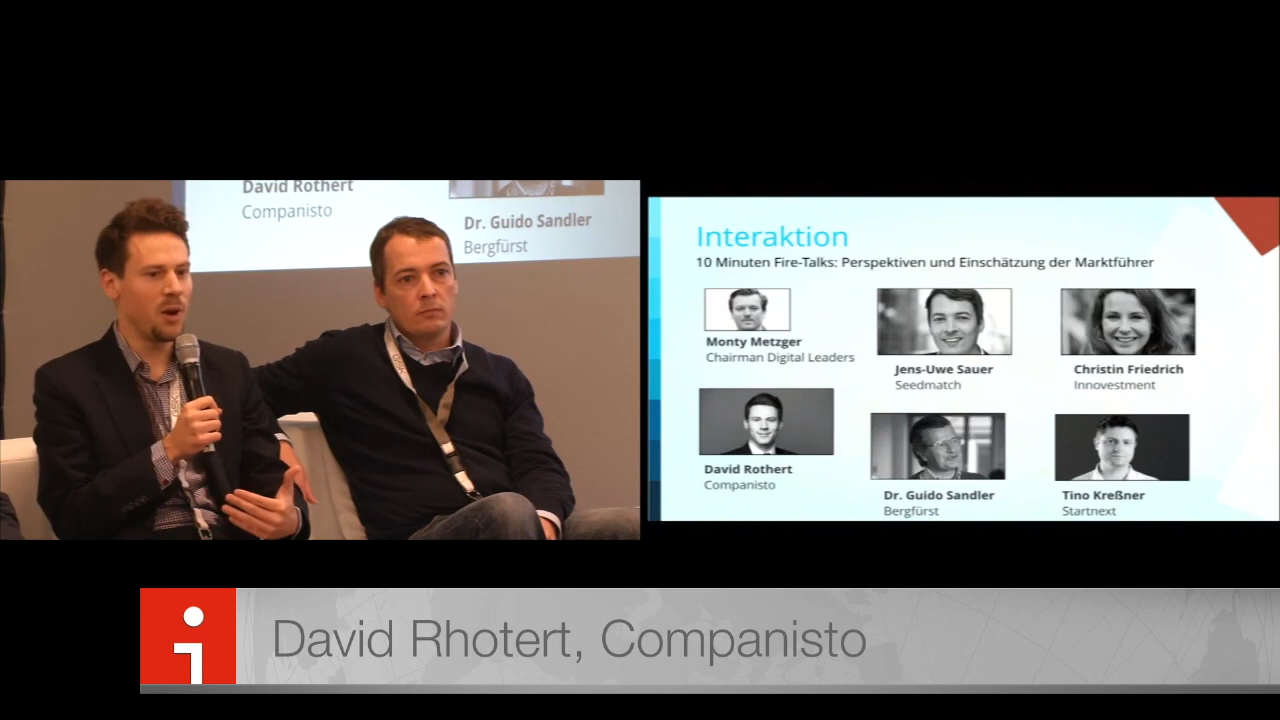 David Rothert
Companisto
Dr. Guido Sandler
Bergfürst
Interaktion
10 Minuten Fire-Talks: Perspektiven und Einschätzung der Marktführer
Monty Metzger
Chairman Digital Leaders
Jens-Uwe Sauer
Seedmatch
Christin Friedrich
Innovestment
David Rothert
Companisto
Dr. Guido Sandler
Bergfürst
Tino Kreßner
Startnext
i
David Rhotert, Companisto